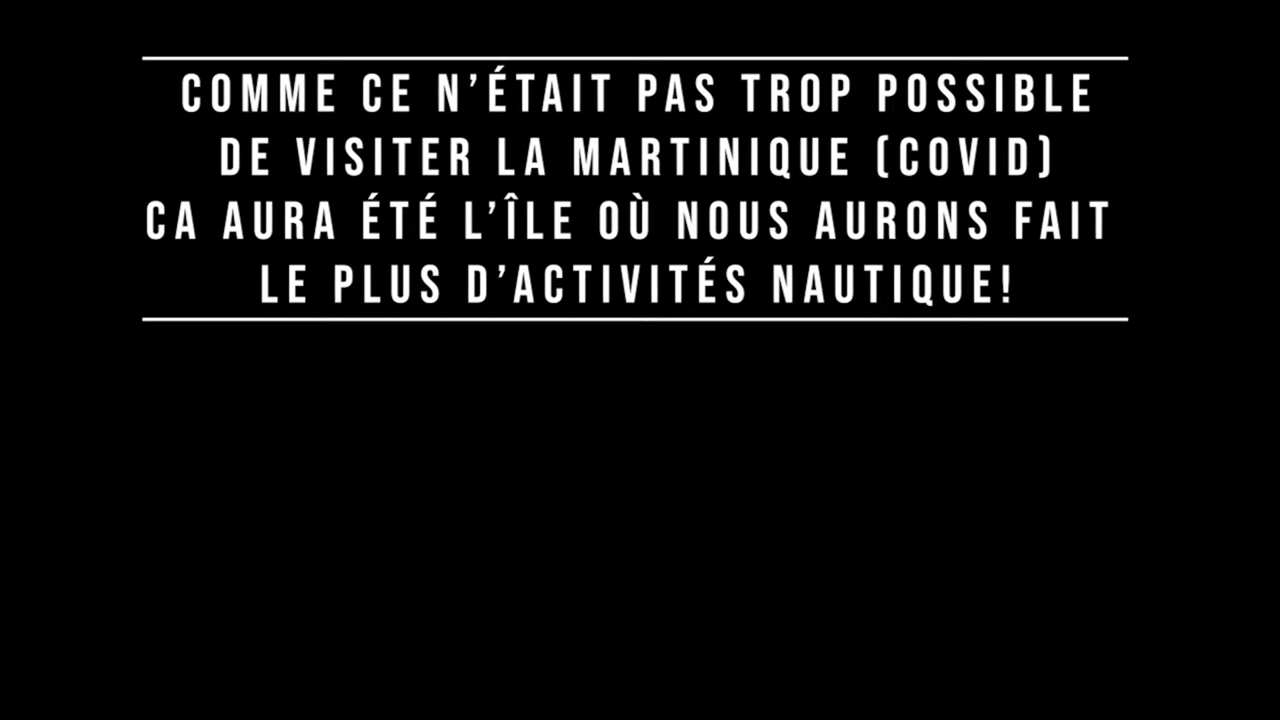 COMME CE N’ÉTAIT PAS TROP POSSIBLE
DE VISITER LA MARTINIQUE (COVID)
CA AURA ÉTÉ L’ÎLE OÙ NOUS AURONS FAIT
LE PLUS D’ACTIVITÉS NAUTIQUE!